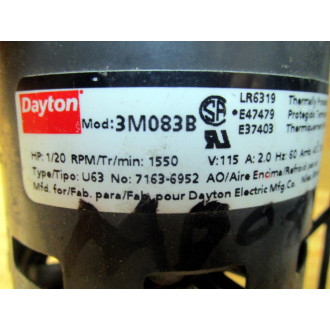 Dayton
Mod: 3M083B
LR6319 Thermally
E47479 Protegido
E37403
HP: 1/20 RPM/Tr/min: 1550 V: 115 A: 2.0 Hz: 60
Type/Tipo: U63 No: 7163-6952 AO/Aire Encima/Refroidi
Mfd. for/Fab. para/Fab. pour Dayton Electric Mfg. Co.